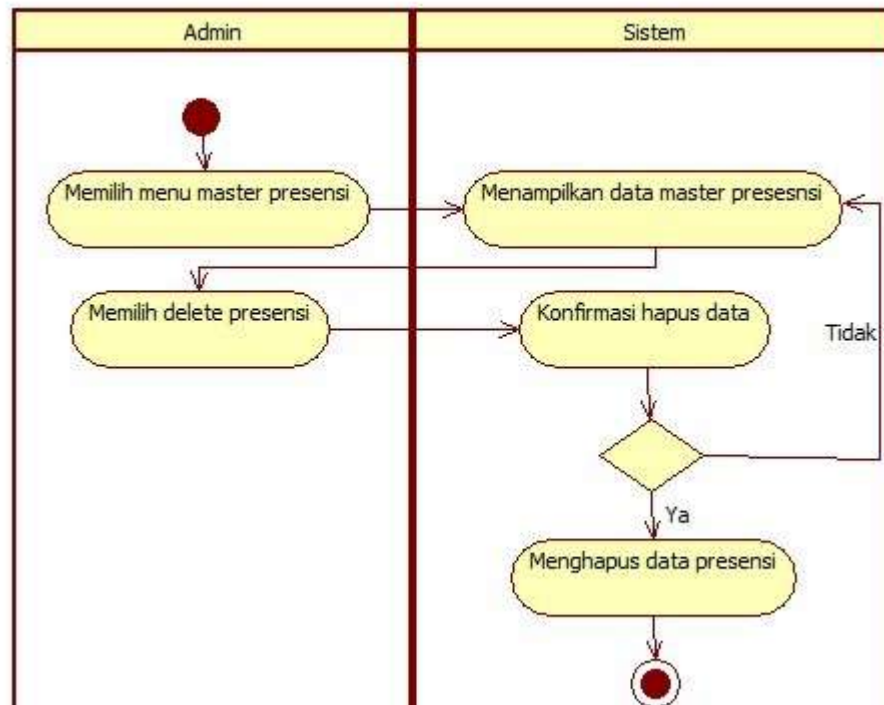 Admin
Sistem
Memilih menu master presensi
Menampilkan data master presesnsi
Memilih delete presensi
Konfirmasi hapus data
Tidak
Ya
Menghapus data presensi